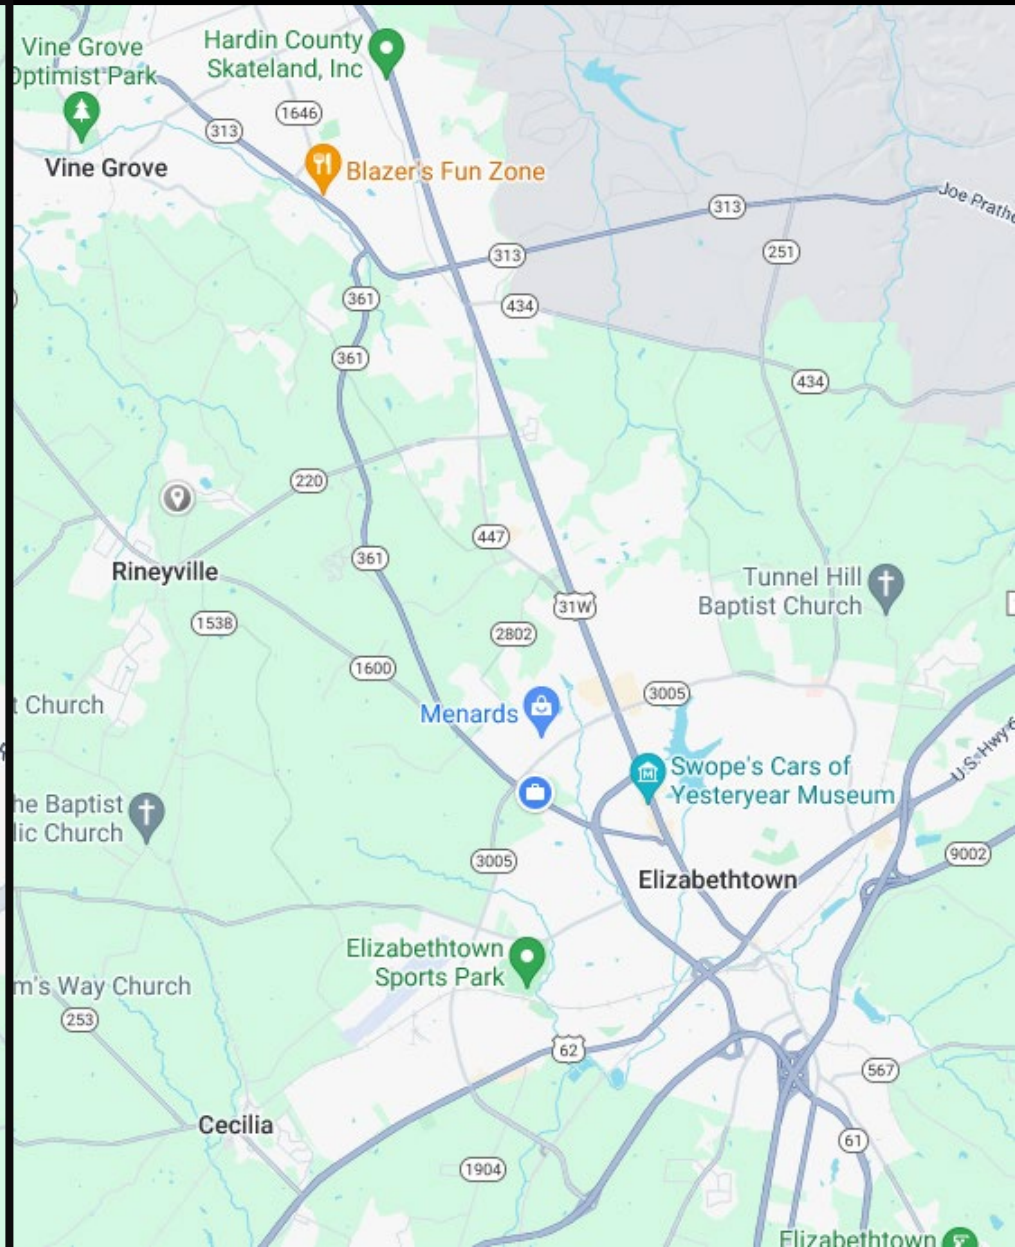 Vine Grove
Optimist Park
Hardin County
Skateland, Inc
1646
313
Vine Grove
Blazer's Fun Zone
313
Joe Prathe
313
251
361
434
361
434
220
447
361
Rineyville
Tunnel Hill
Baptist Church
31W
1538
2802
1600
3005
t Church
Menards
U.S. Hwy 6
Swope's Cars of
Yesteryear Museum
he Baptist
lic Church
3005
9002
Elizabethtown
Elizabethtown
Sports Park
m's Way Church
253
62
567
Cecilia
61
1904
Elizabethtown